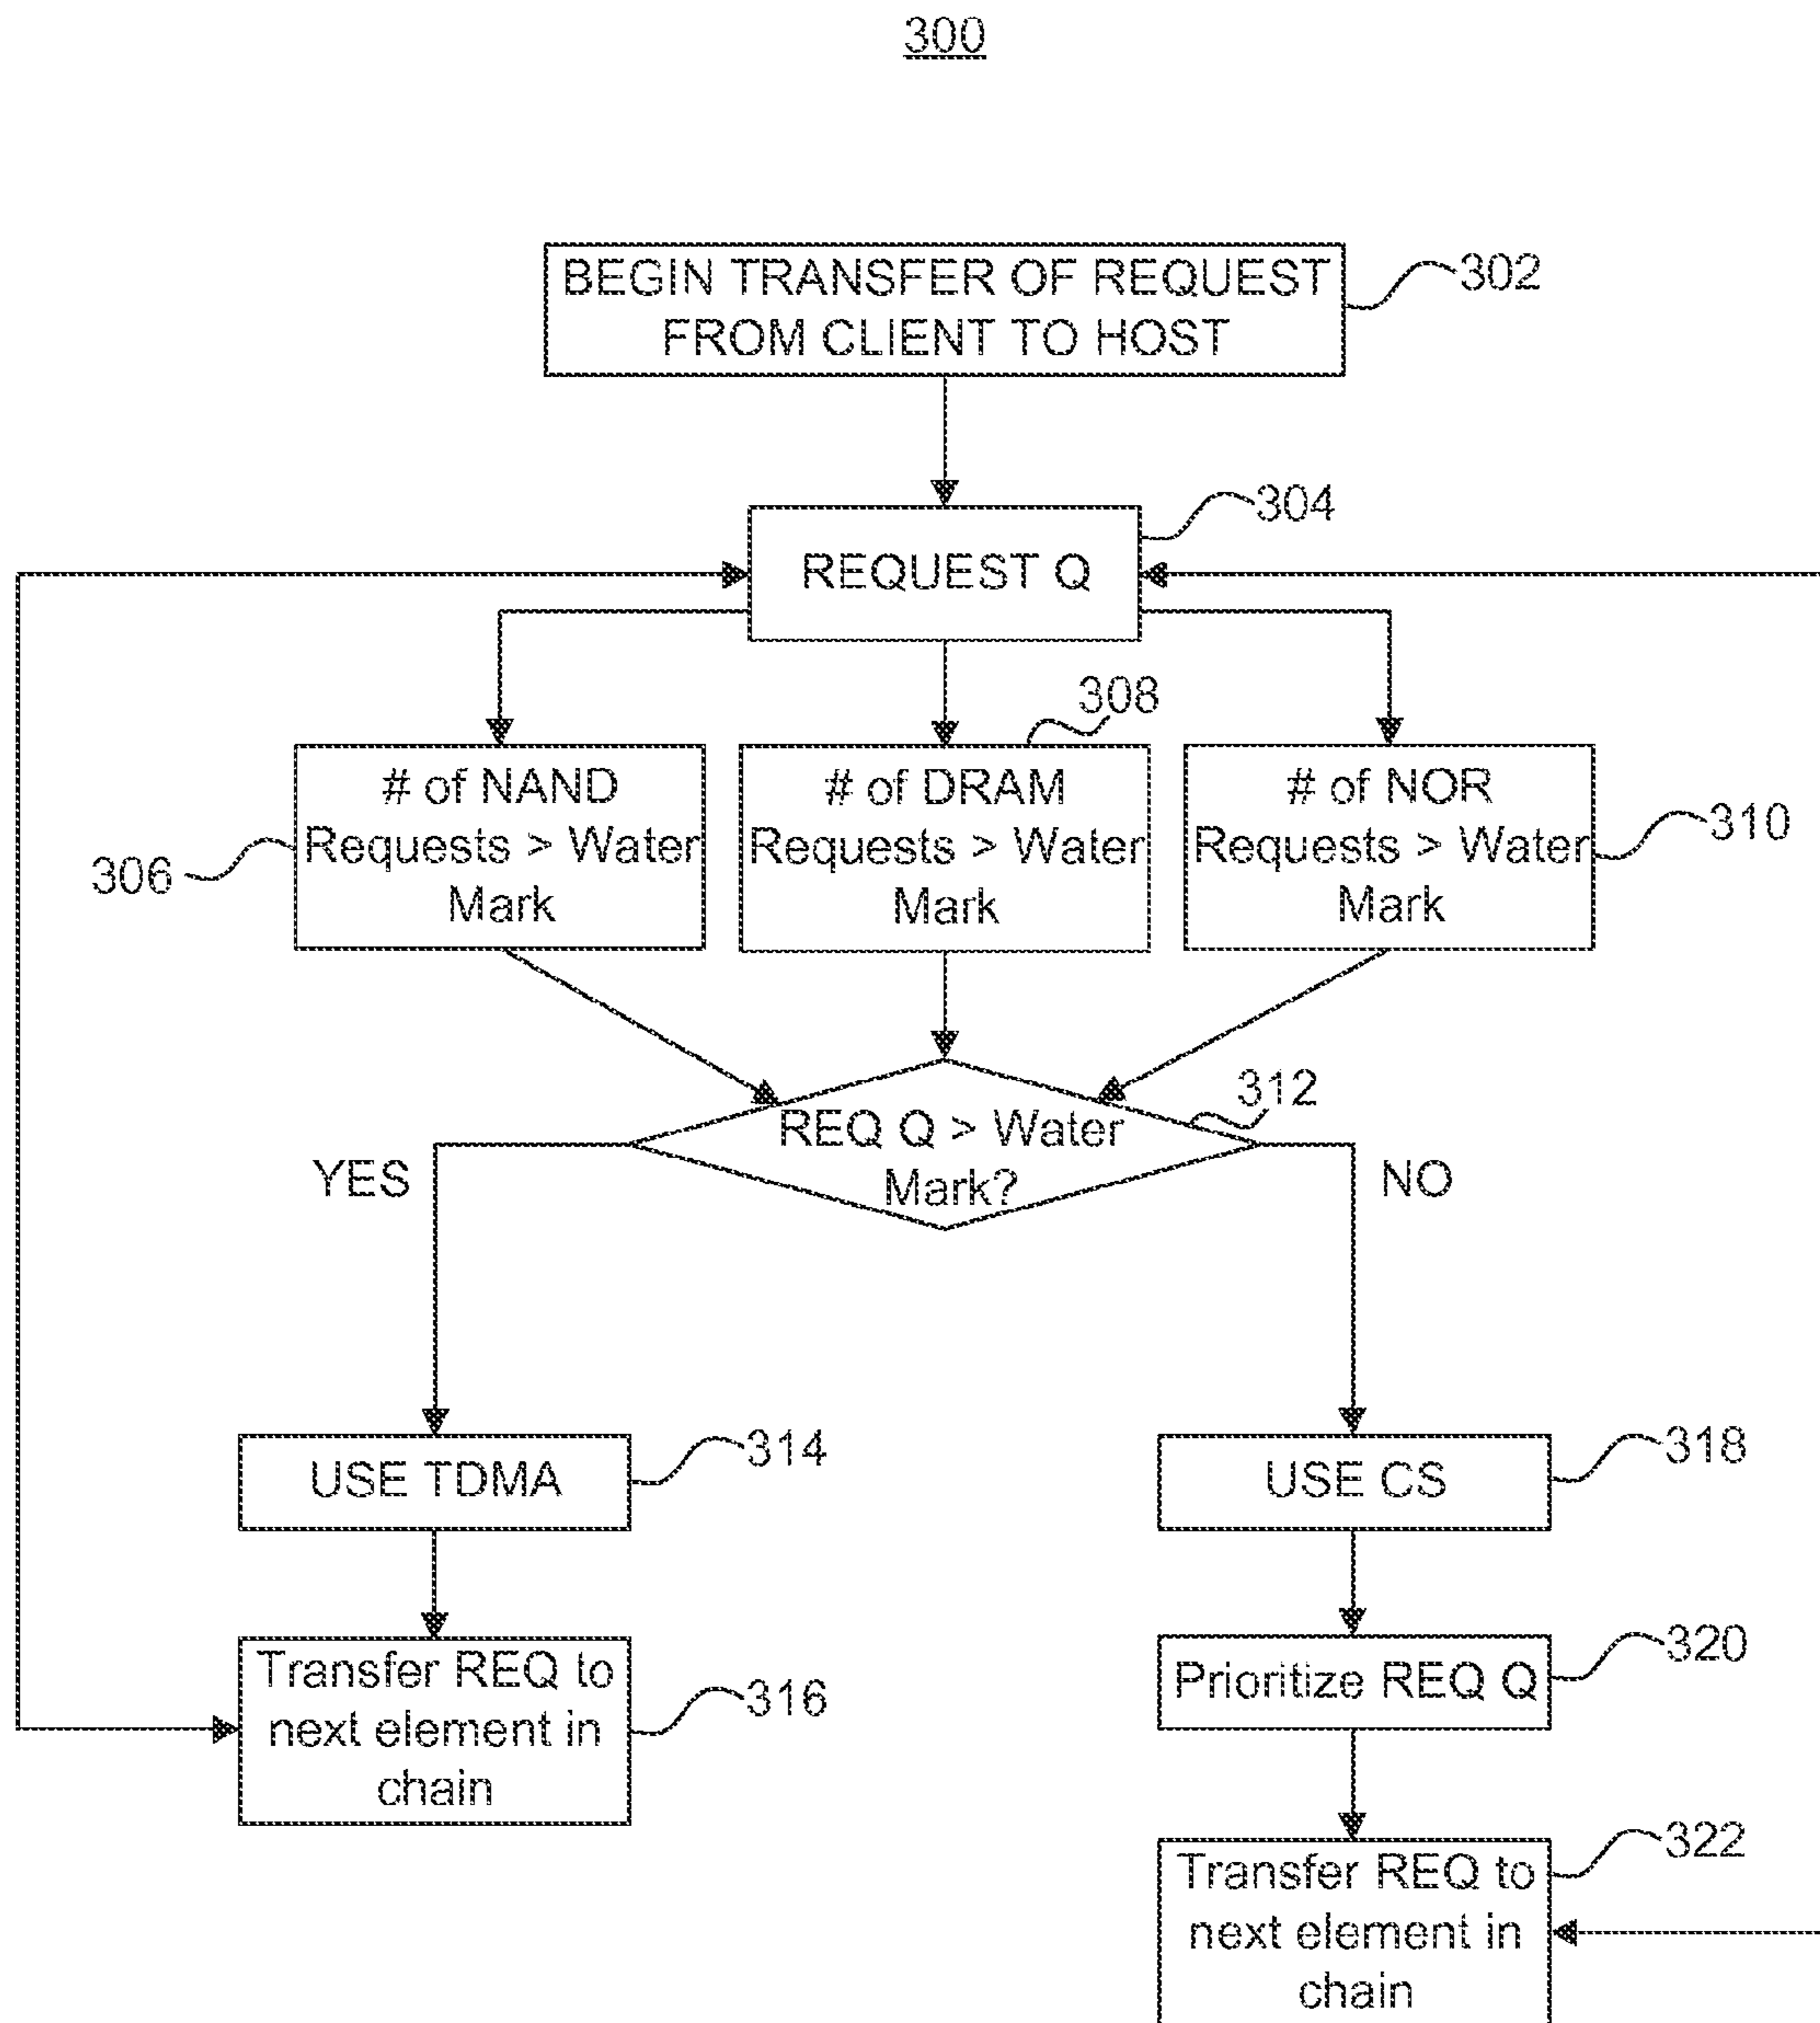 300
BEGIN TRANSFER OF REQUEST
FROM CLIENT TO HOST
302
304
REQUEST Q
308
# of NAND
Requests > Water
Mark
306
# of DRAM
Requests > Water
Mark
# of NOR
Requests > Water
Mark
310
312
REQ Q > Water
Mark?
YES
NO
USE TDMA
314
USE CS
318
Transfer REQ to
next element in
chain
316
Prioritize REQ Q
320
Transfer REQ to
next element in
chain
322